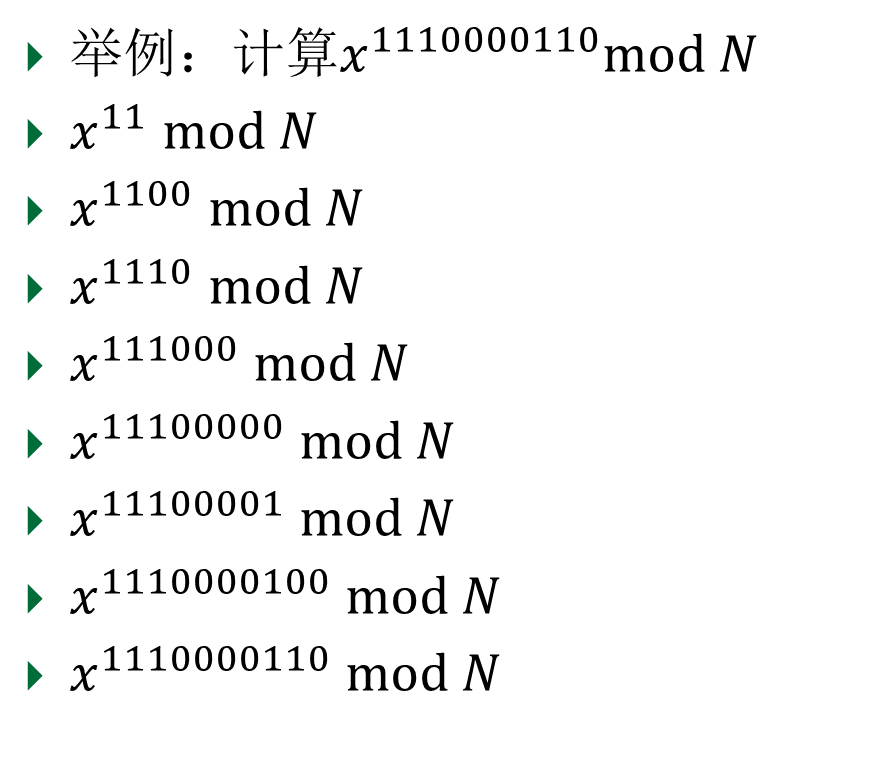 举例：计算x^1110000110 mod N
x^11 mod N
x^1100 mod N
x^1110 mod N
x^111000 mod N
x^11100000 mod N
x^11100001 mod N
x^1110000100 mod N
x^1110000110 mod N